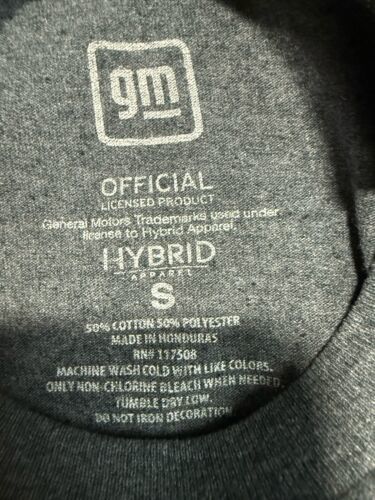 gm
OFFICIAL
LICENSED PRODUCT
General Motors Trademarks used under
license to Hybrid Apparel.
HYBRID
APPAREL
S
50% COTTON 50% POLYESTER
MADE IN HONDURAS
RN# 117508
MACHINE WASH COLD WITH LIKE COLORS.
ONLY NON-CHLORINE BLEACH WHEN NEEDED.
TUMBLE DRY LOW.
DO NOT IRON DECORATION